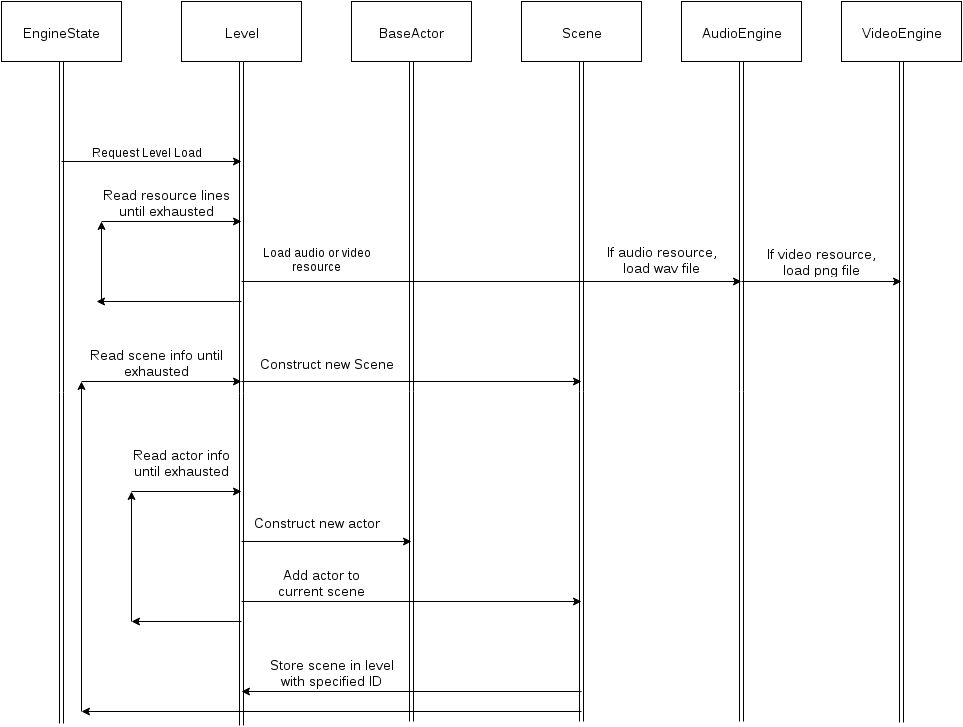 EngineState
Level
BaseActor
Scene
AudioEngine
VideoEngine
Request Level Load
Read resource lines
until exhausted
Load audio or video
resource
If audio resource,
load wav file
If video resource,
load png file
Read scene info until
exhausted
Construct new Scene
Read actor info
until exhausted
Construct new actor
Add actor to
current scene
Store scene in level
with specified ID